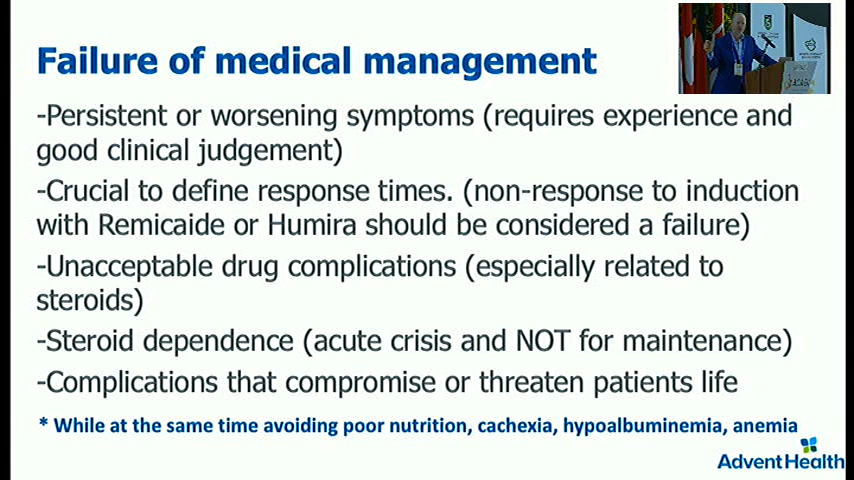 Failure of medical management
-Persistent or worsening symptoms (requires experience and
good clinical judgement)
-Crucial to define response times. (non-response to induction
with Remicaide or Humira should be considered a failure)
-Unacceptable drug complications (especially related to
steroids)
-Steroid dependence (acute crisis and NOT for maintenance)
-Complications that compromise or threaten patients life
* While at the same time avoiding poor nutrition, cachexia, hypoalbuminemia, anemia
AdventHealth